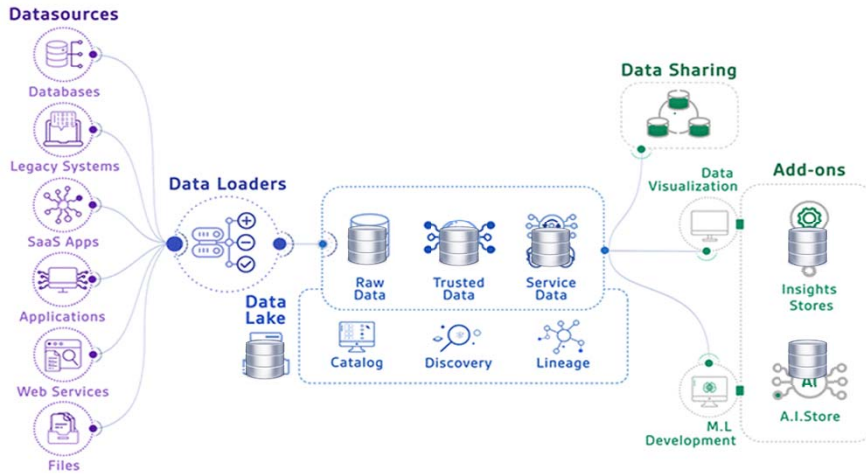 Datasources
Databases
Legacy Systems
SaaS Apps
Applications
Web Services
Files
Data Loaders
Data
Lake
Raw
Data
Trusted
Data
Service
Data
Catalog
Discovery
Lineage
Data Sharing
Data
Visualization
M.L
Development
Add-ons
Insights
Stores
AI
A.I.Store